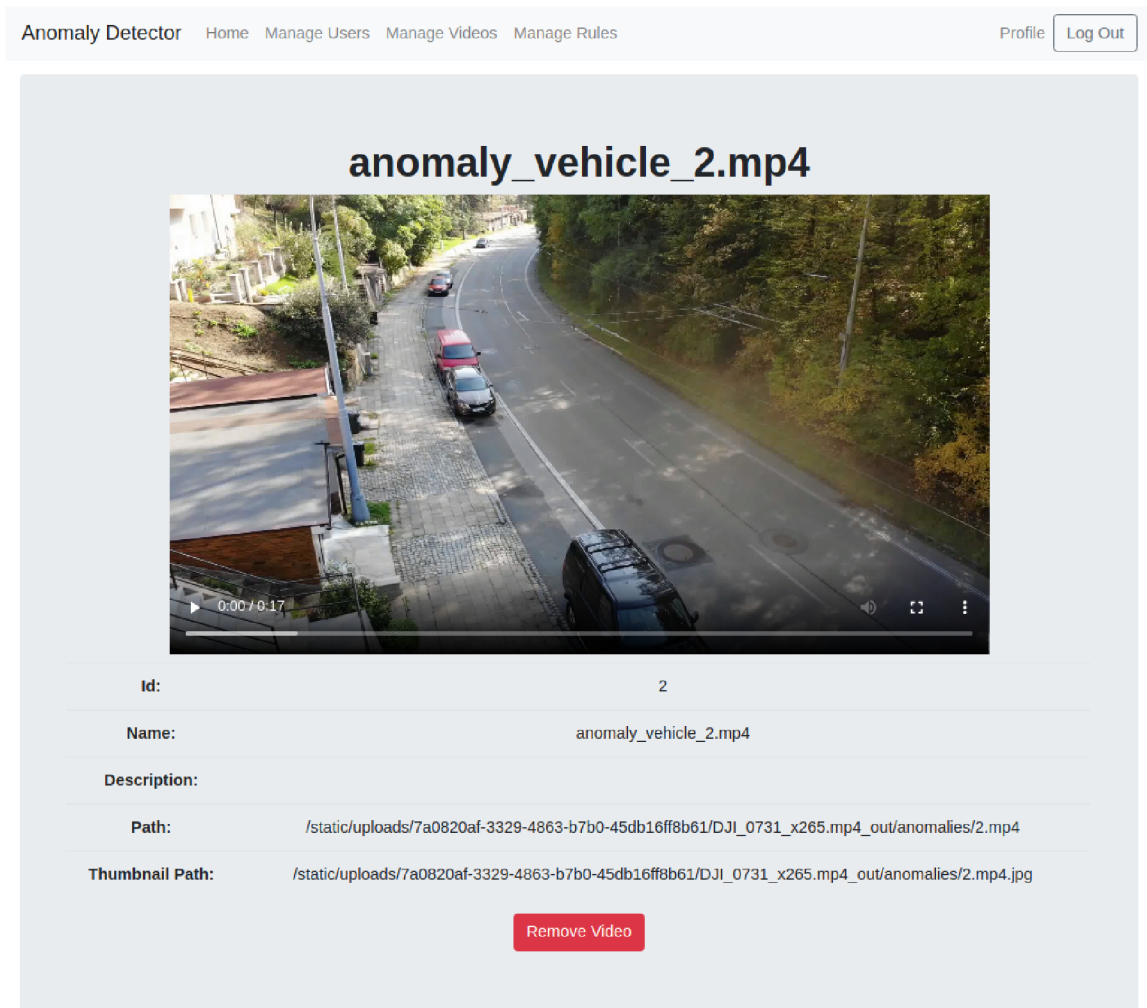 Anomaly Detector Home Manage Users Manage Videos Manage Rules Profile Log Out
anomaly_vehicle_2.mp4
0:00 / 0:17
Id: 2
Name: anomaly_vehicle_2.mp4
Description:
Path: /static/uploads/7a0820af-3329-4863-b7b0-45db16ff8b61/DJI_0731_x265.mp4_out/anomalies/2.mp4
Thumbnail Path: /static/uploads/7a0820af-3329-4863-b7b0-45db16ff8b61/DJI_0731_x265.mp4_out/anomalies/2.mp4.jpg
Remove Video